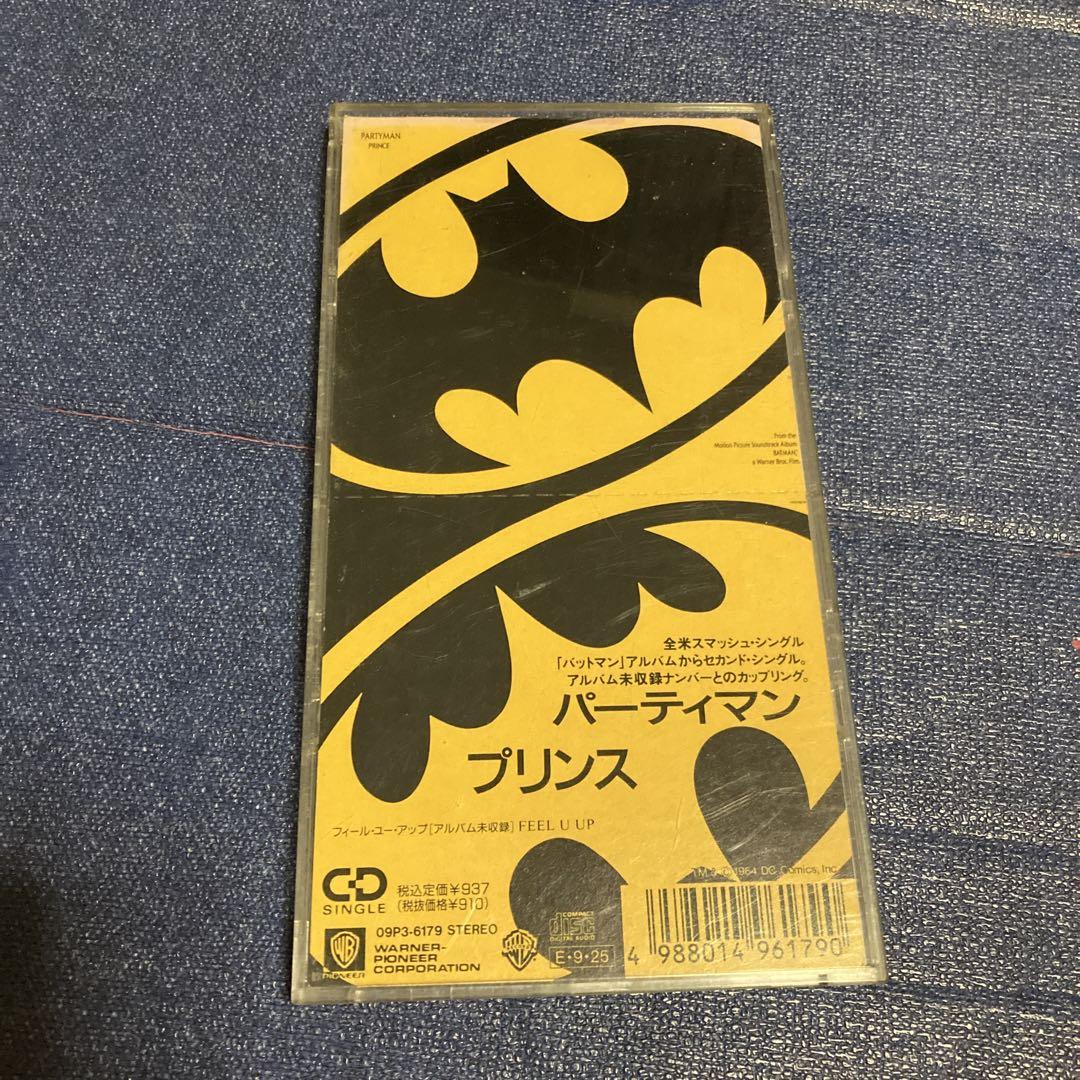 PARTYMAN
PRINCE
From the
Motion Picture Soundtrack Album
BATMAN,
a Warner Bros. Film.
全米スマッシュ・シングル
「バットマン」アルバムからセカンド・シングル。
アルバム未収録ナンバーとのカップリング。
パーティマン
プリンス
フィール・ユー・アップ[アルバム未収録] FEEL U UP
TM & © 1964 DC Comics, Inc.
CD
SINGLE
税込定価¥937
(税抜価格¥910)
09P3-6179 STEREO
WB
PIONEER
WARNER-
PIONEER
CORPORATION
COMPACT
disc
DIGITAL AUDIO
E・9・25
4 988014 961790